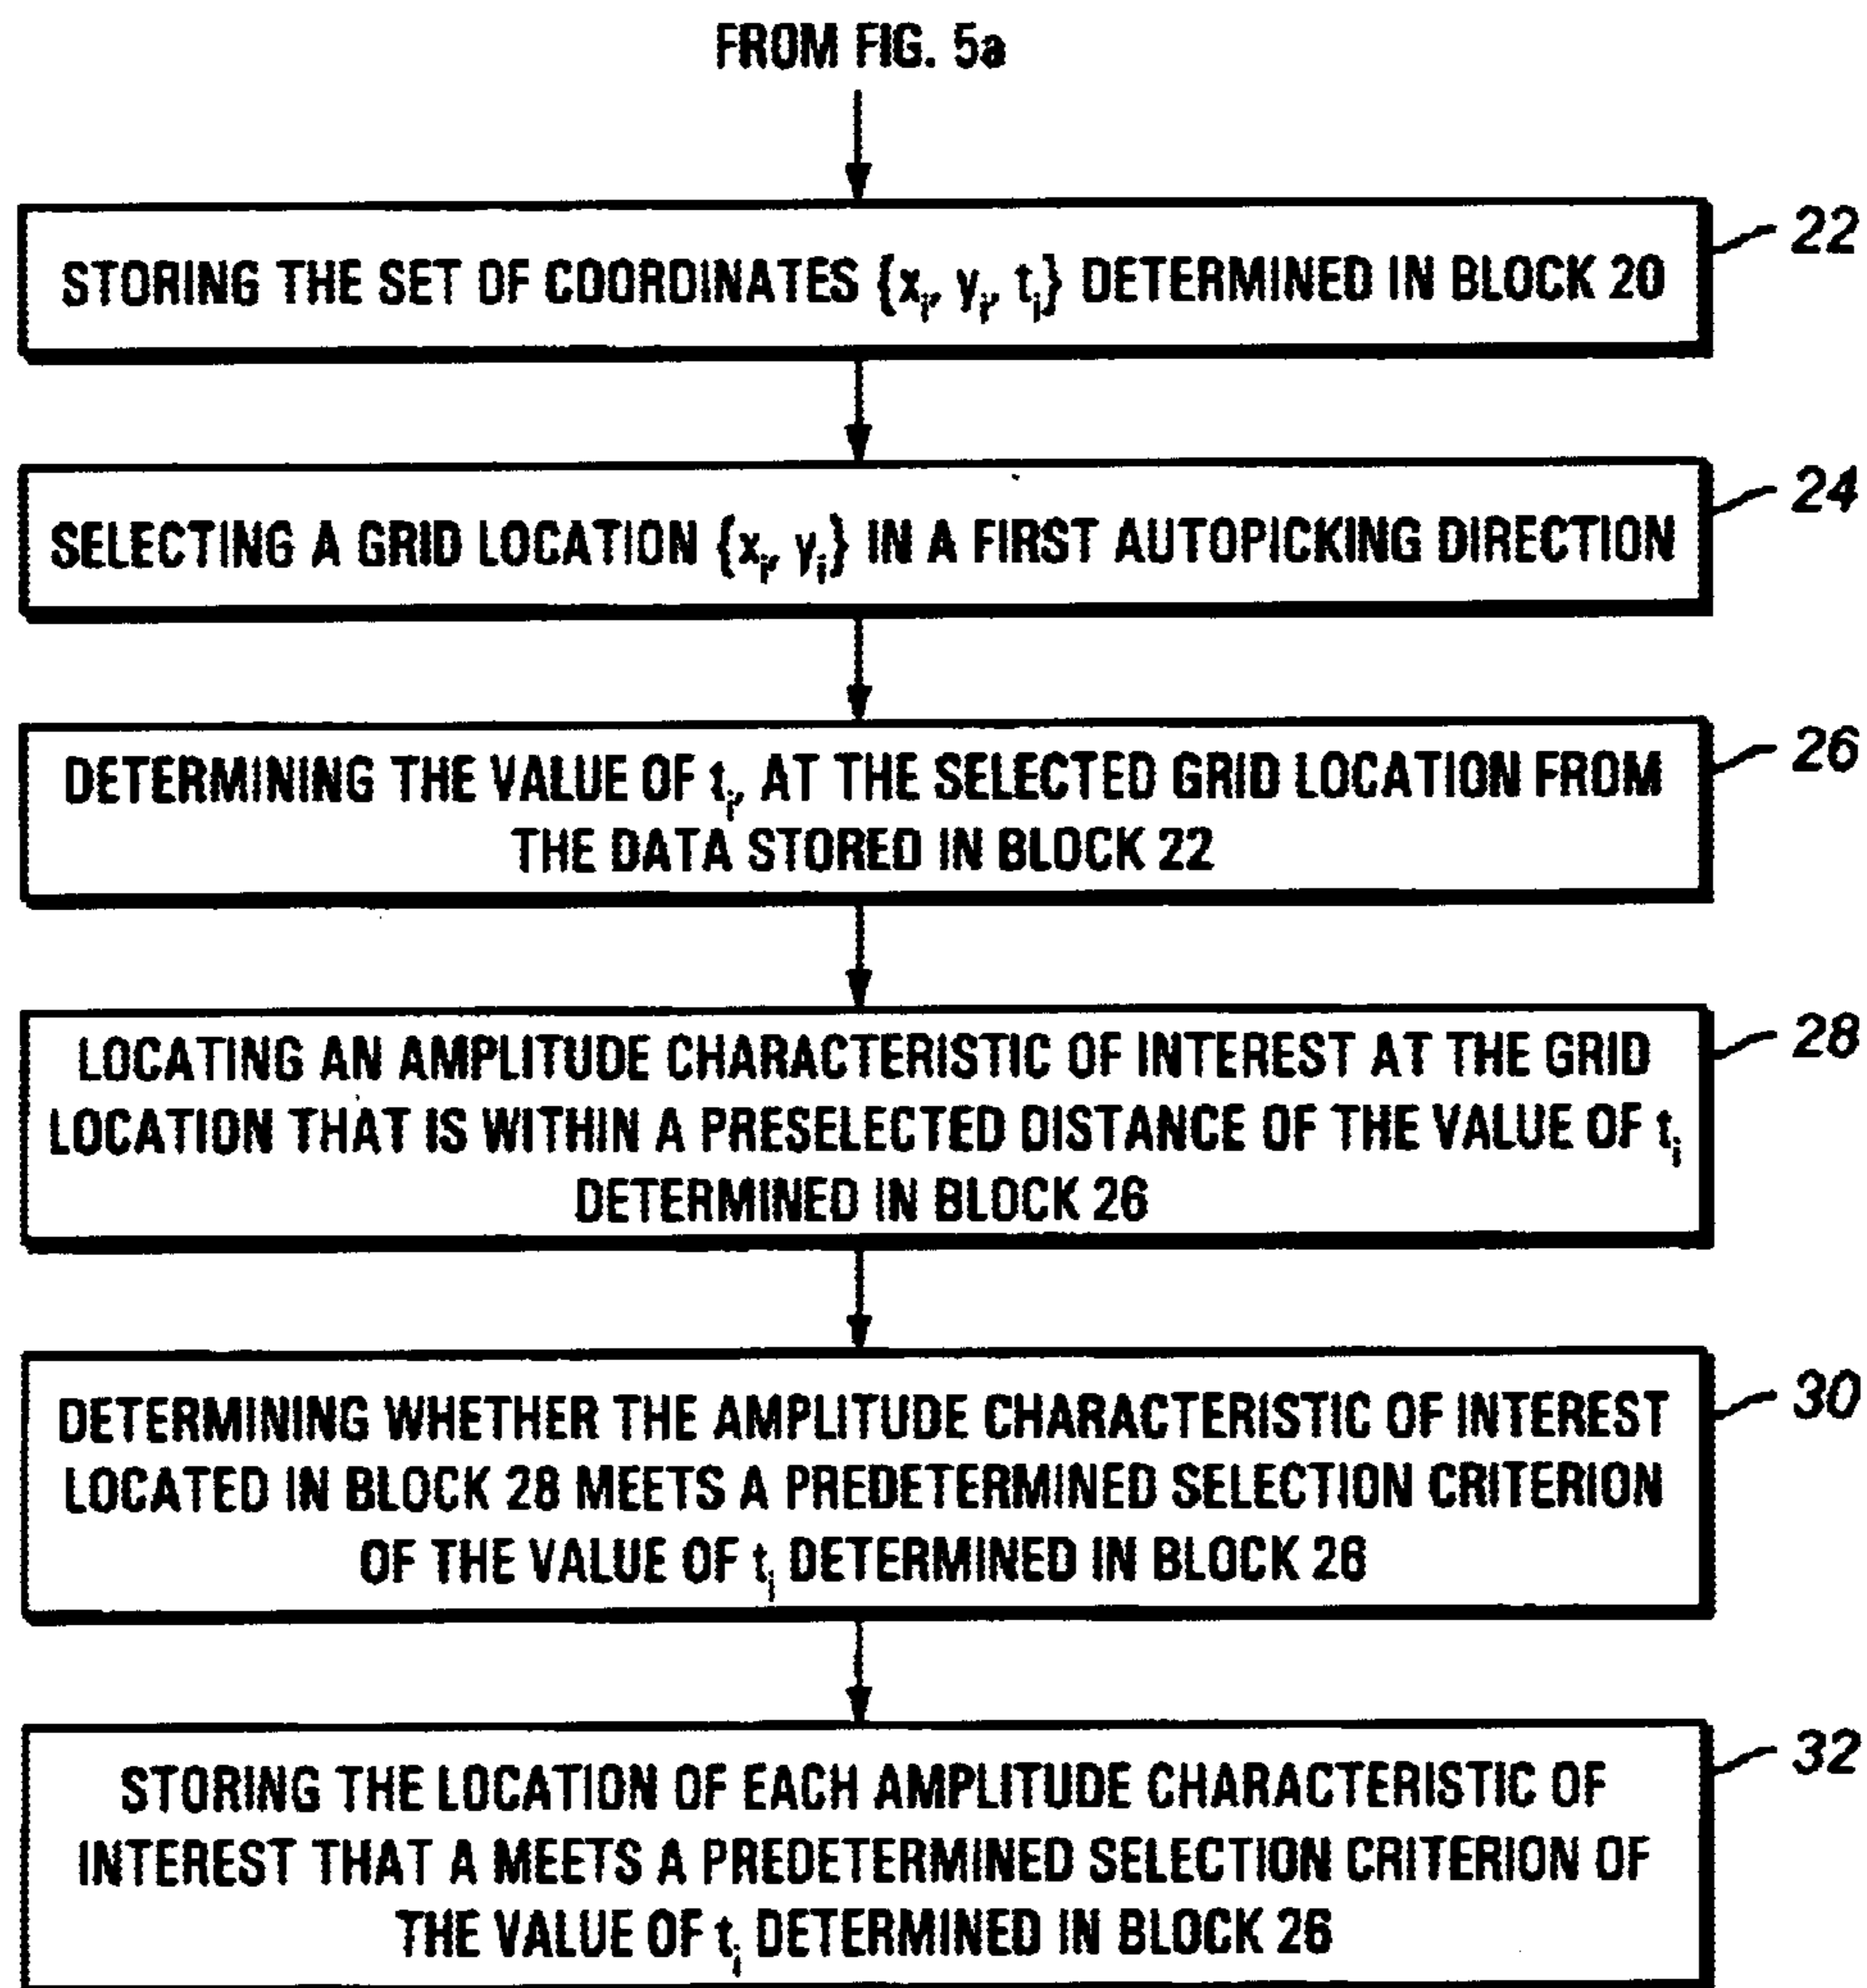 FROM FIG. 5a
22
STORING THE SET OF COORDINATES {xi, yi, ti} DETERMINED IN BLOCK 20
24
SELECTING A GRID LOCATION {xi, yi} IN A FIRST AUTOPICKING DIRECTION
26
DETERMINING THE VALUE OF ti, AT THE SELECTED GRID LOCATION FROM
THE DATA STORED IN BLOCK 22
28
LOCATING AN AMPLITUDE CHARACTERISTIC OF INTEREST AT THE GRID
LOCATION THAT IS WITHIN A PRESELECTED DISTANCE OF THE VALUE OF ti
DETERMINED IN BLOCK 26
30
DETERMINING WHETHER THE AMPLITUDE CHARACTERISTIC OF INTEREST
LOCATED IN BLOCK 28 MEETS A PREDETERMINED SELECTION CRITERION
OF THE VALUE OF ti DETERMINED IN BLOCK 26
32
STORING THE LOCATION OF EACH AMPLITUDE CHARACTERISTIC OF
INTEREST THAT A MEETS A PREDETERMINED SELECTION CRITERION OF
THE VALUE OF ti DETERMINED IN BLOCK 26